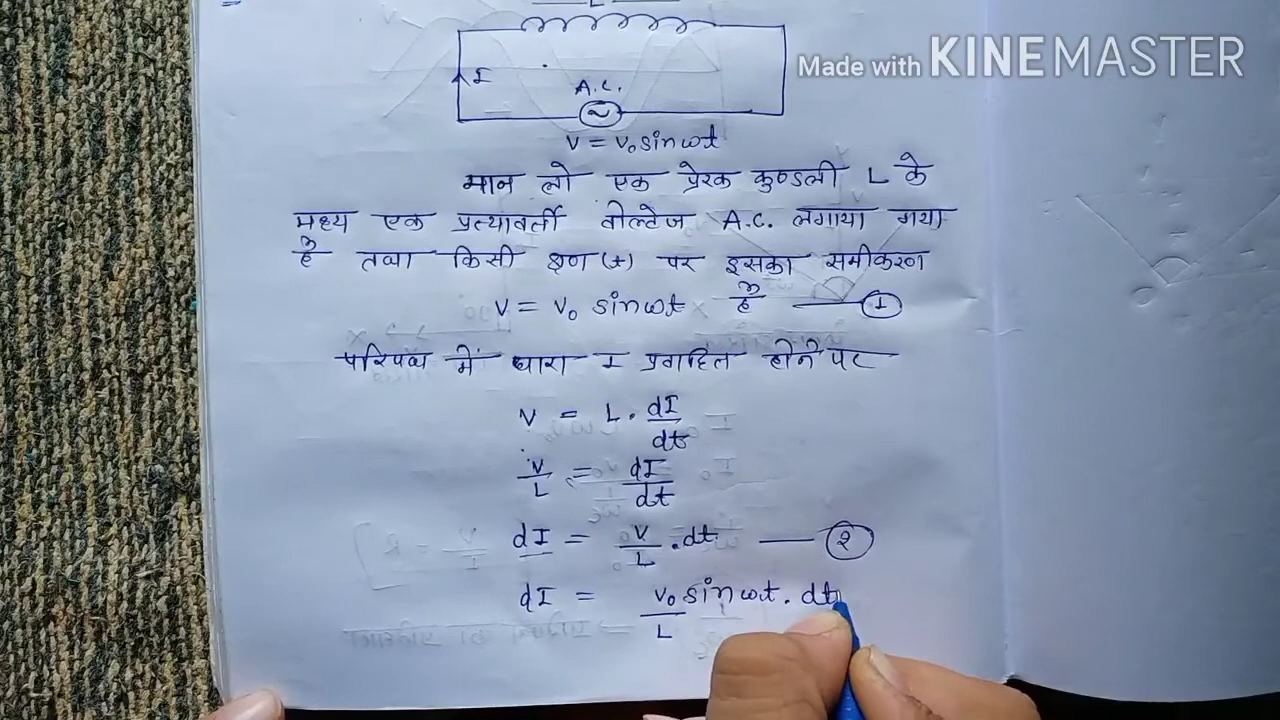 L
Made with KINEMASTER
I
A.C.
~
V = V₀ sin ωt
मान लो एक प्रेरक कुण्डली L के
मध्य एक प्रत्यावर्ती वोल्टेज A.C. लगाया गया
है तथा किसी क्षण (t) पर इसका समीकरण
V = V₀ sin ωt है —— ①
परिपथ में धारा I प्रवाहित होने पर
V = L . dI/dt
V/L = dI/dt
dI = V/L . dt —— ②
dI = V₀/L sin ωt . dt